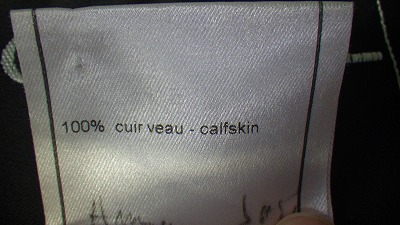 100% cuir veau - calfskin